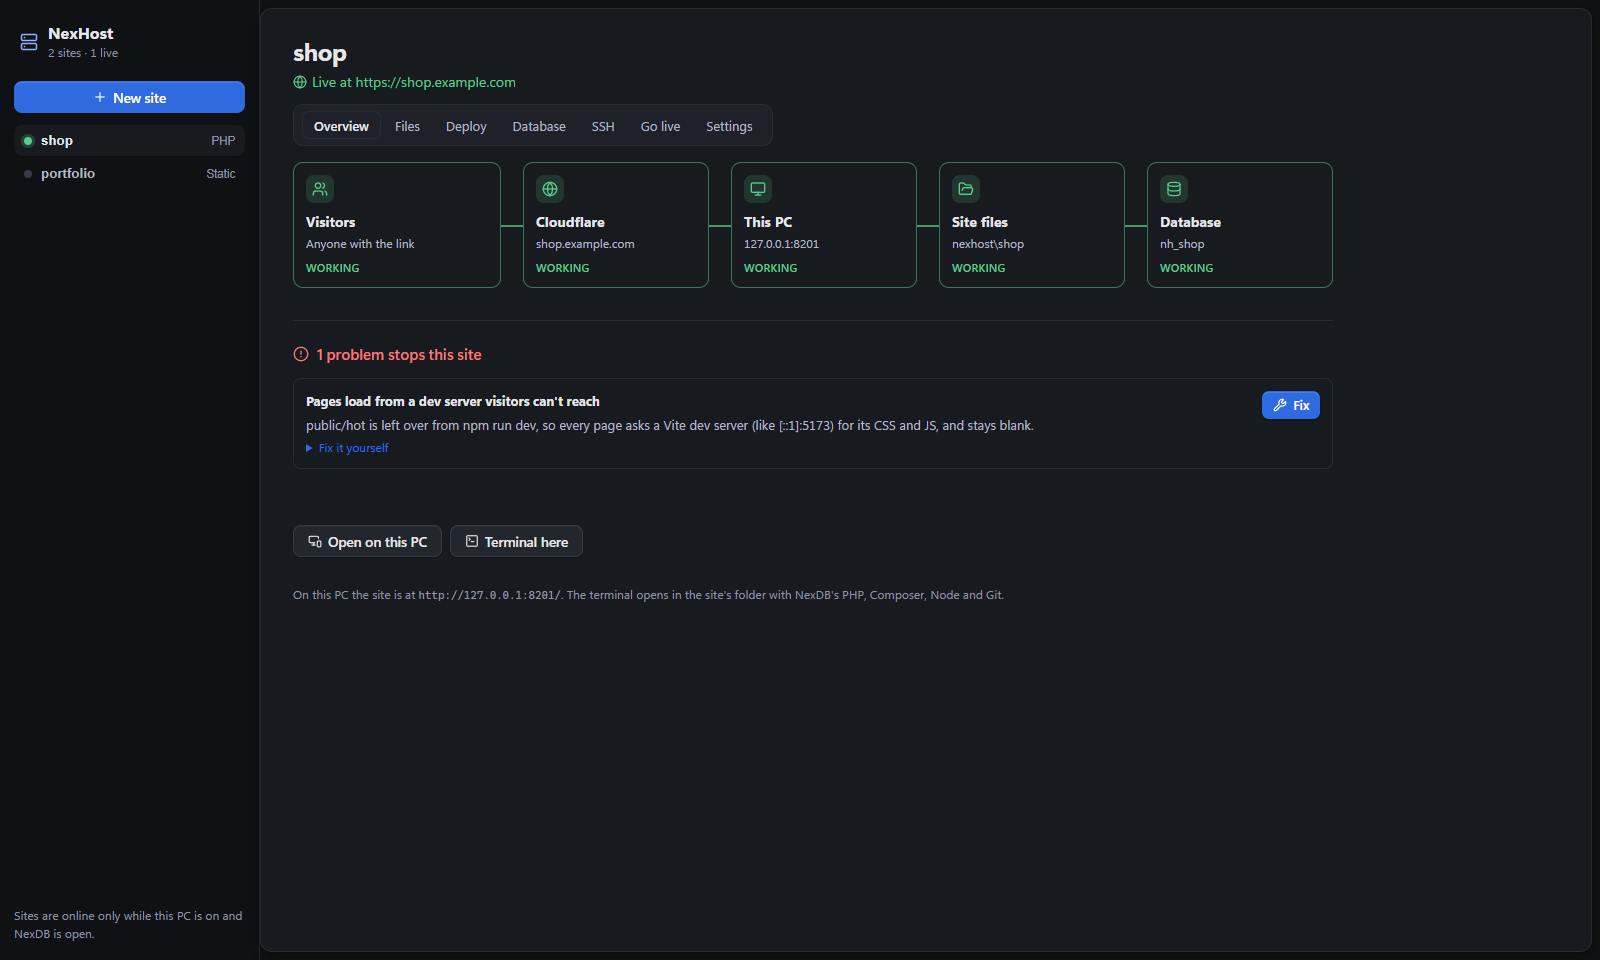 NexHost
2 sites · 1 live
+ New site
shop PHP
portfolio Static
Sites are online only while this PC is on and
NexDB is open.
shop
Live at https://shop.example.com
Overview Files Deploy Database SSH Go live Settings
Visitors
Anyone with the link
WORKING
Cloudflare
shop.example.com
WORKING
This PC
127.0.0.1:8201
WORKING
Site files
nexhost\shop
WORKING
Database
nh_shop
WORKING
1 problem stops this site
Pages load from a dev server visitors can't reach
public/hot is left over from npm run dev, so every page asks a Vite dev server (like [::1]:5173) for its CSS and JS, and stays blank.
Fix it yourself
Fix
Open on this PC
Terminal here
On this PC the site is at http://127.0.0.1:8201/. The terminal opens in the site's folder with NexDB's PHP, Composer, Node and Git.